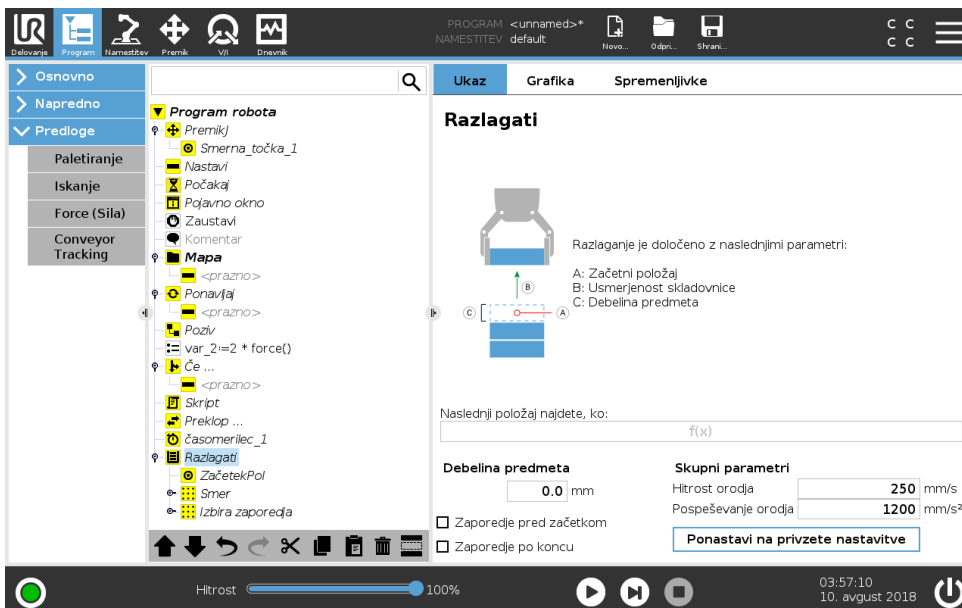 PROGRAM <unnamed>*
NAMESTITEV default
Delovanje Program Namestitev Premik V/I Dnevnik
Novo... Odpri... Shrani...
C C
C C
Osnovno
Napredno
Predloge
Paletiranje
Iskanje
Force (Sila)
Conveyor
Tracking
Program robota
PremikJ
Smerna_točka_1
Nastavi
Počakaj
Pojavno okno
Zaustavi
Komentar
Mapa
<prazno>
Ponavljaj
<prazno>
Poziv
var_2:=2 * force()
Če ...
<prazno>
Skript
Preklop ...
časomerilec_1
Razlagati
ZačetekPol
Smer
Izbira zaporedja
Ukaz Grafika Spremenljivke
Razlagati
Razlaganje je določeno z naslednjimi parametri:
A: Začetni položaj
B: Usmerjenost skladovnice
C: Debelina predmeta
B
C
A
Naslednji položaj najdete, ko:
f(x)
Debelina predmeta
0.0 mm
Zaporedje pred začetkom
Zaporedje po koncu
Skupni parametri
Hitrost orodja 250 mm/s
Pospeševanje orodja 1200 mm/s²
Ponastavi na privzete nastavitve
Hitrost 100%
03:57:10
10. avgust 2018